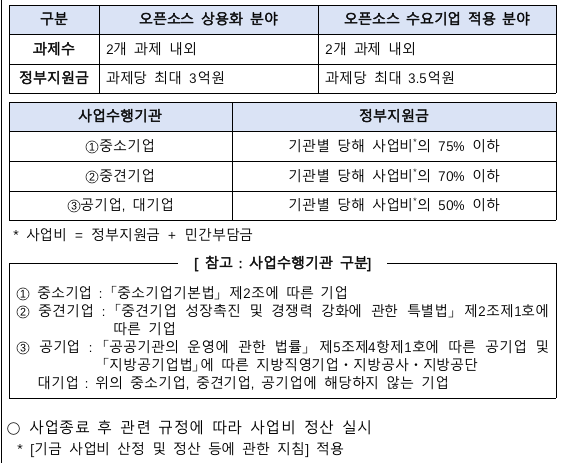 구분 오픈소스 상용화 분야 오픈소스 수요기업 적용 분야
과제수 2개 과제 내외 2개 과제 내외
정부지원금 과제당 최대 3억원 과제당 최대 3.5억원
사업수행기관 정부지원금
①중소기업 기관별 당해 사업비*의 75% 이하
②중견기업 기관별 당해 사업비*의 70% 이하
③공기업, 대기업 기관별 당해 사업비*의 50% 이하
* 사업비 = 정부지원금 + 민간부담금
[ 참고 : 사업수행기관 구분]
① 중소기업 : 「중소기업기본법」 제2조에 따른 기업
② 중견기업 : 「중견기업 성장촉진 및 경쟁력 강화에 관한 특별법」 제2조제1호에
따른 기업
③ 공기업 : 「공공기관의 운영에 관한 법률」 제5조제4항제1호에 따른 공기업 및
「지방공기업법」에 따른 지방직영기업・지방공사・지방공단
대기업 : 위의 중소기업, 중견기업, 공기업에 해당하지 않는 기업
○ 사업종료 후 관련 규정에 따라 사업비 정산 실시
* [기금 사업비 산정 및 정산 등에 관한 지침] 적용